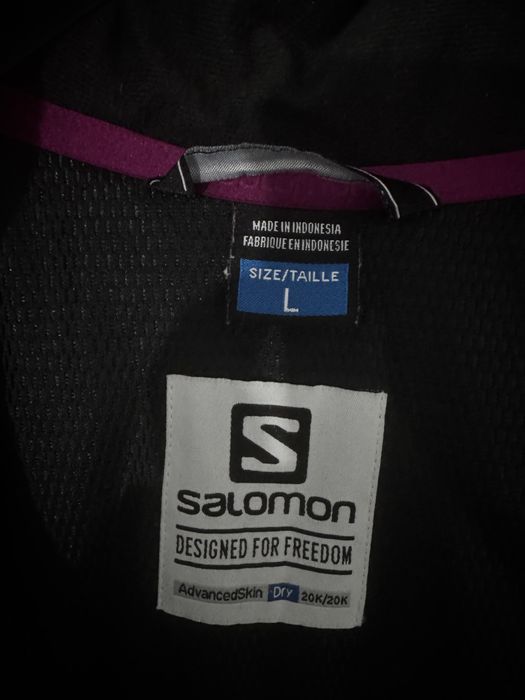 MADE IN INDONESIA
FABRIQUE EN INDONESIE
SIZE/TAILLE
L
S
SALOMON
DESIGNED FOR FREEDOM
AdvancedSkin Dry 20K/20K